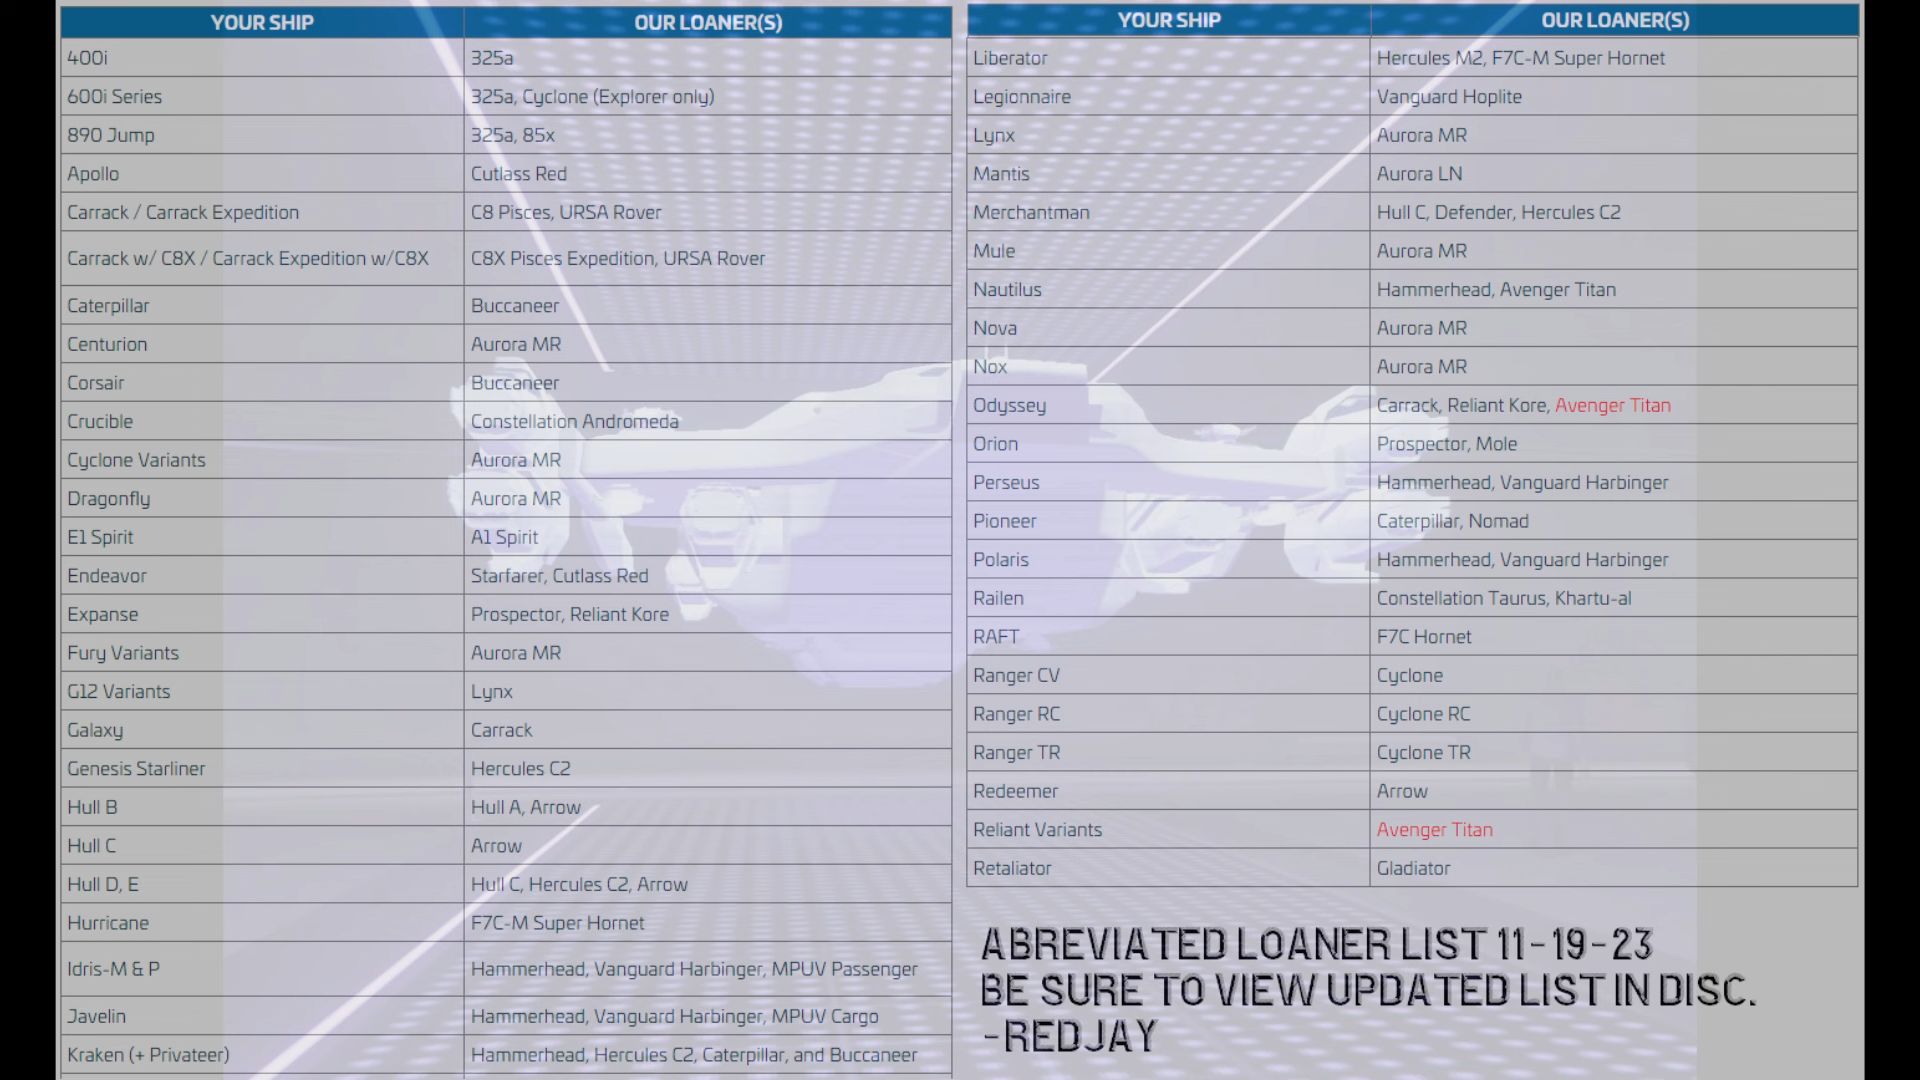 YOUR SHIP OUR LOANER(S)
400i 325a
600i Series 325a, Cyclone (Explorer only)
890 Jump 325a, 85x
Apollo Cutlass Red
Carrack / Carrack Expedition C8 Pisces, URSA Rover
Carrack w/ C8X / Carrack Expedition w/C8X C8X Pisces Expedition, URSA Rover
Caterpillar Buccaneer
Centurion Aurora MR
Corsair Buccaneer
Crucible Constellation Andromeda
Cyclone Variants Aurora MR
Dragonfly Aurora MR
E1 Spirit A1 Spirit
Endeavor Starfarer, Cutlass Red
Expanse Prospector, Reliant Kore
Fury Variants Aurora MR
G12 Variants Lynx
Galaxy Carrack
Genesis Starliner Hercules C2
Hull B Hull A, Arrow
Hull C Arrow
Hull D, E Hull C, Hercules C2, Arrow
Hurricane F7C-M Super Hornet
Idris-M & P Hammerhead, Vanguard Harbinger, MPUV Passenger
Javelin Hammerhead, Vanguard Harbinger, MPUV Cargo
Kraken (+ Privateer) Hammerhead, Hercules C2, Caterpillar, and Buccaneer
YOUR SHIP OUR LOANER(S)
Liberator Hercules M2, F7C-M Super Hornet
Legionnaire Vanguard Hoplite
Lynx Aurora MR
Mantis Aurora LN
Merchantman Hull C, Defender, Hercules C2
Mule Aurora MR
Nautilus Hammerhead, Avenger Titan
Nova Aurora MR
Nox Aurora MR
Odyssey Carrack, Reliant Kore, Avenger Titan
Orion Prospector, Mole
Perseus Hammerhead, Vanguard Harbinger
Pioneer Caterpillar, Nomad
Polaris Hammerhead, Vanguard Harbinger
Railen Constellation Taurus, Khartu-al
RAFT F7C Hornet
Ranger CV Cyclone
Ranger RC Cyclone RC
Ranger TR Cyclone TR
Redeemer Arrow
Reliant Variants Avenger Titan
Retaliator Gladiator
ABREVIATED LOANER LIST 11-19-23
BE SURE TO VIEW UPDATED LIST IN DISC.
-REDJAY